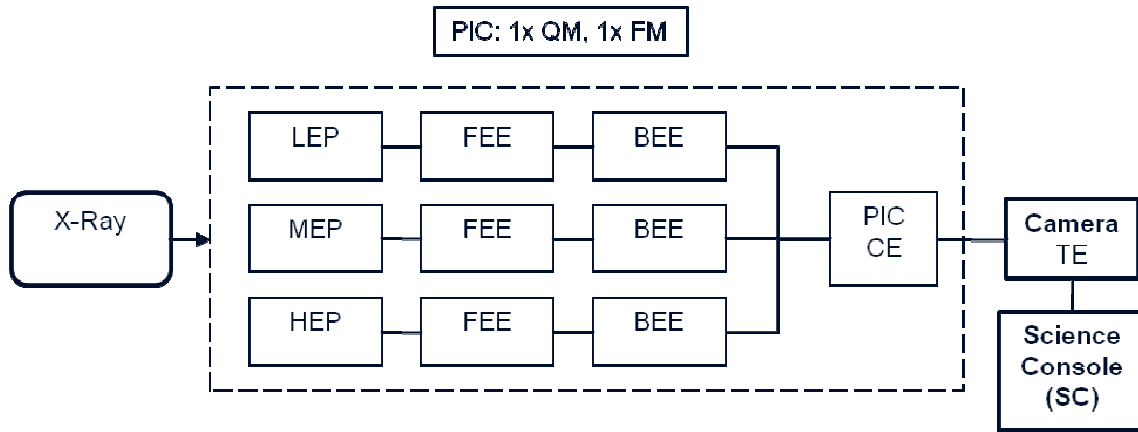 PIC: 1x QM, 1x FM
LEP
FEE
BEE
X-Ray
MEP
FEE
BEE
PIC
CE
Camera
TE
HEP
FEE
BEE
Science
Console
(SC)